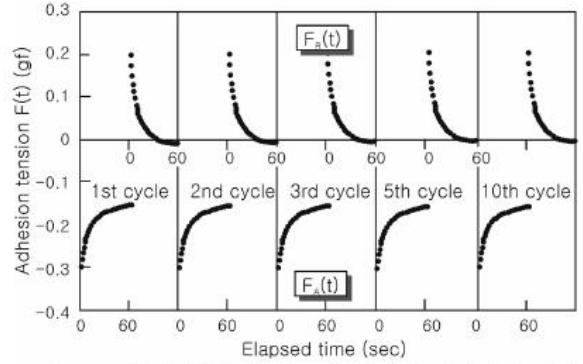 0.3
0.2
0.1
0
-0.1
-0.2
-0.3
-0.4
Adhesion tension F(t) (gf)
F_R(t)
0 60 0 60 0 60 0 60 0 60
1st cycle 2nd cycle 3rd cycle 5th cycle 10th cycle
F_A(t)
0 60 0 60 0 60 0 60 0 60
Elapsed time (sec)